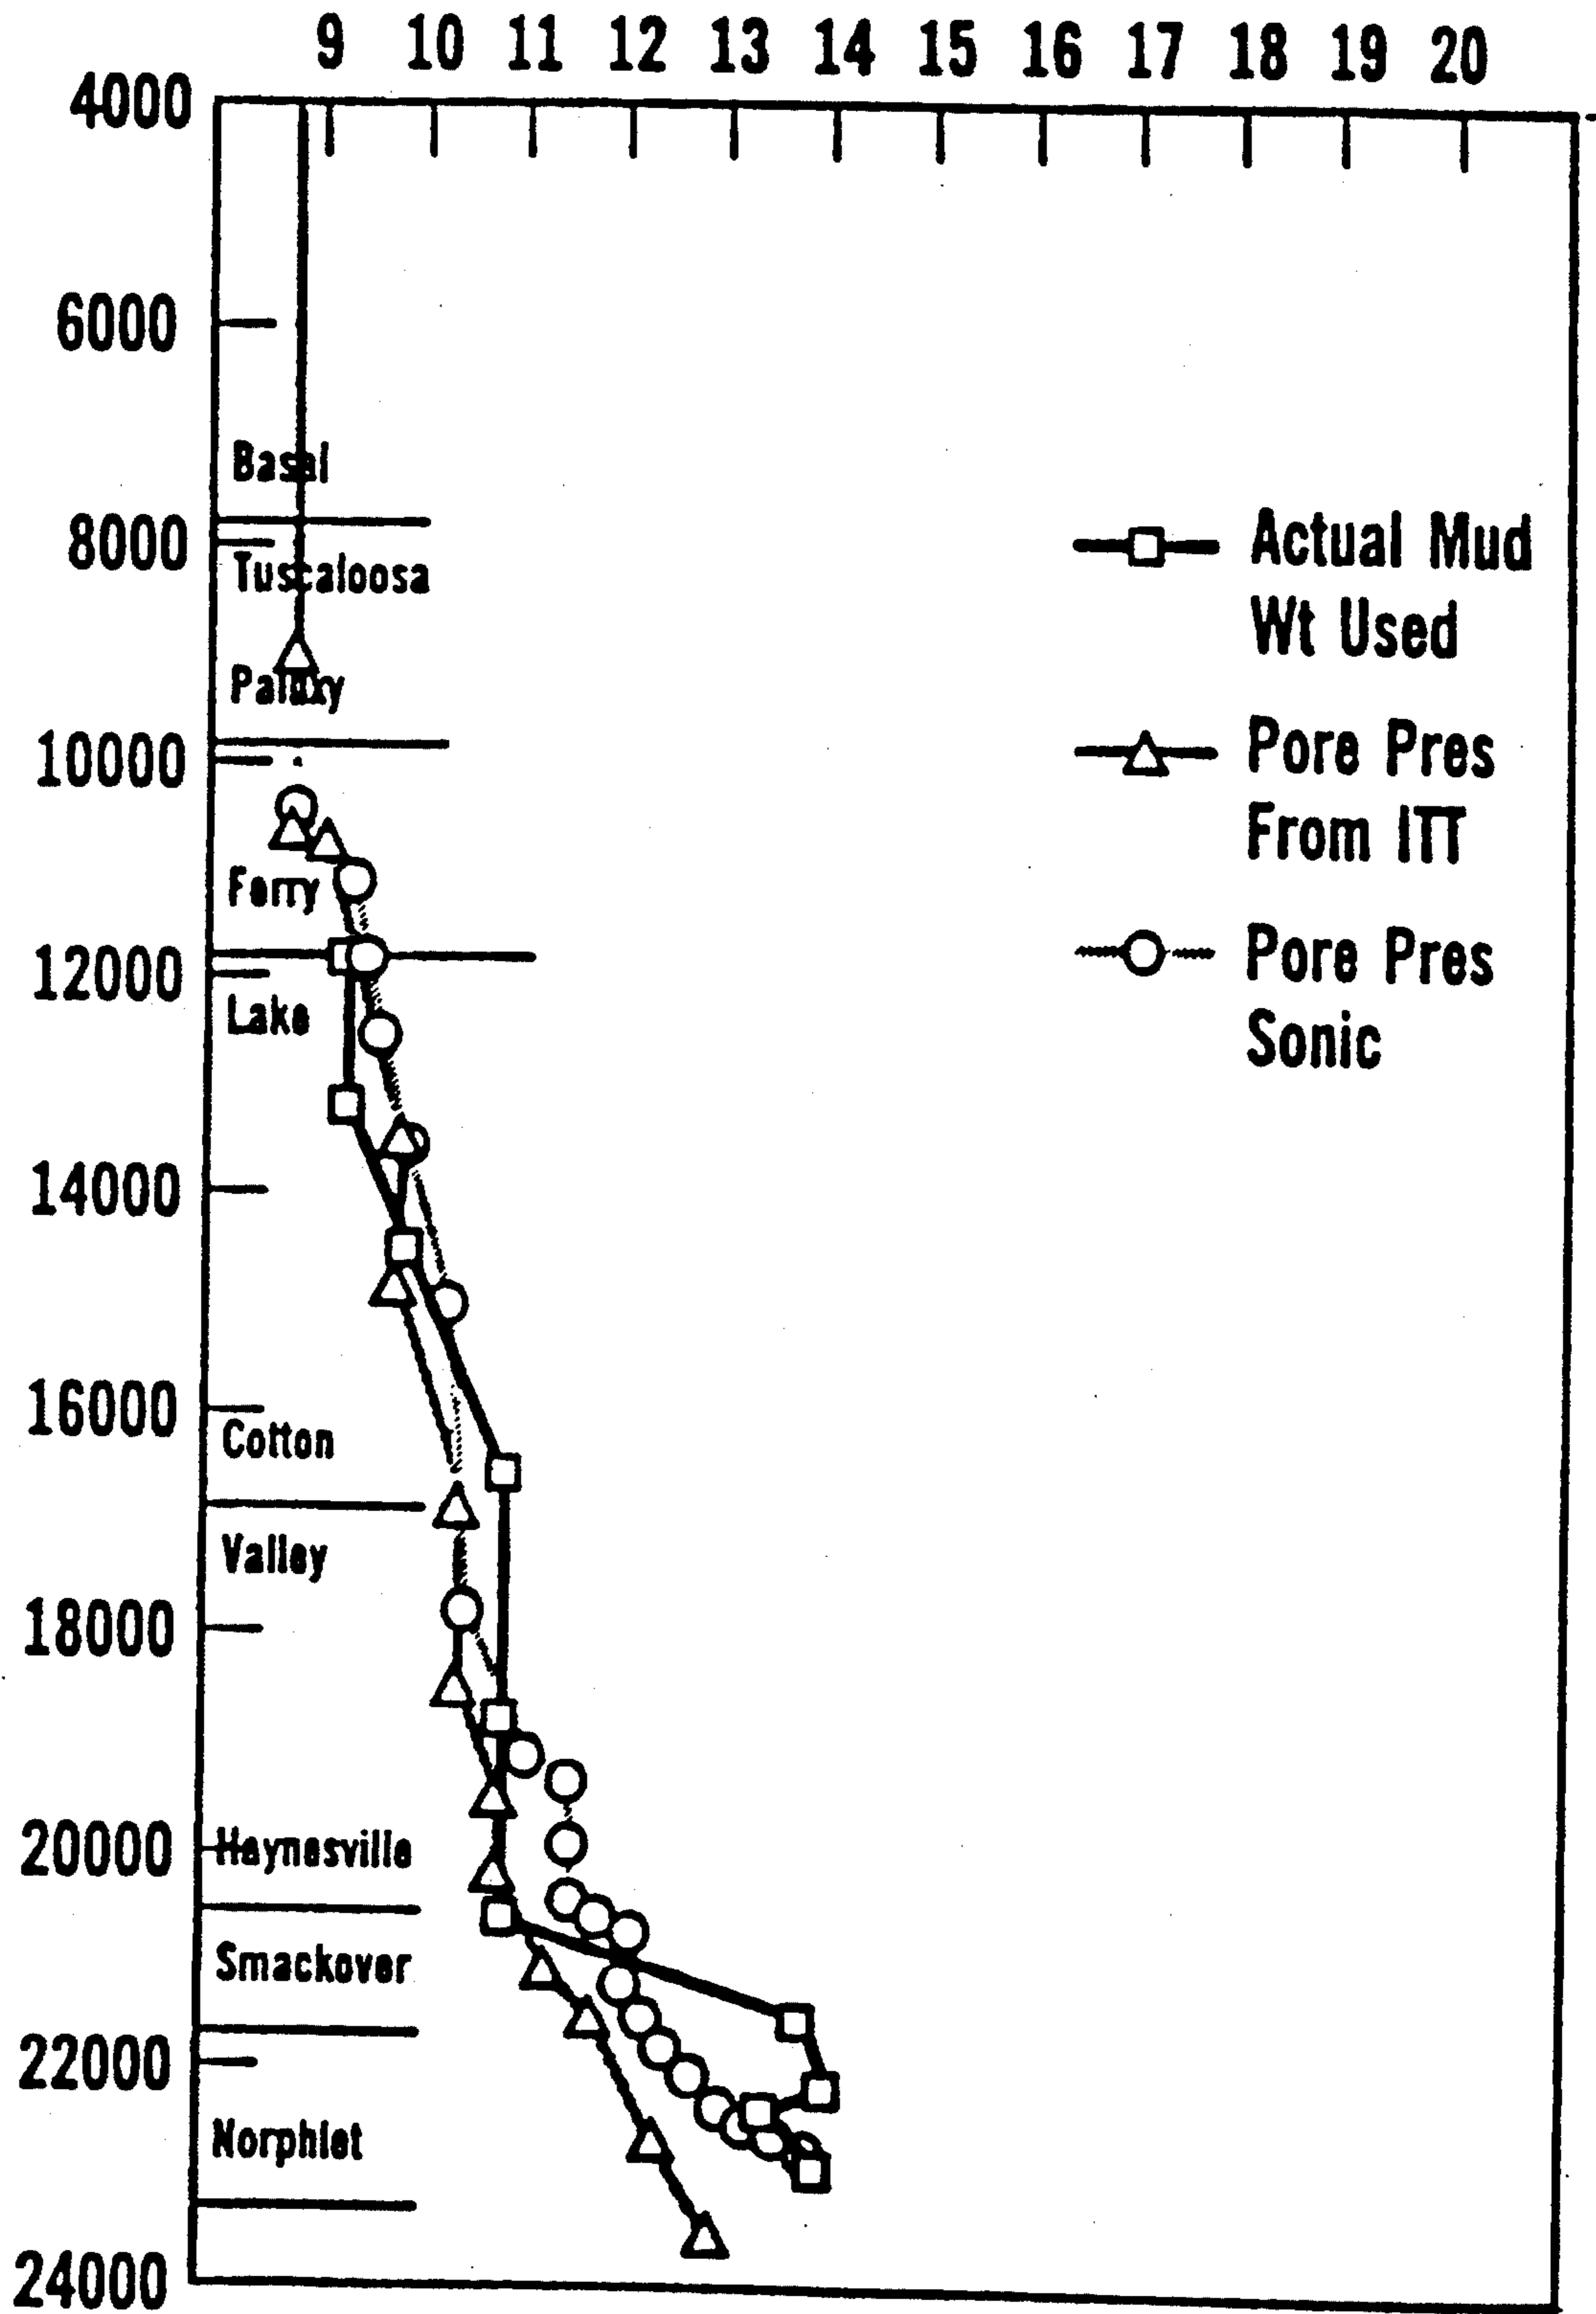 9 10 11 12 13 14 15 16 17 18 19 20
4000
6000
Basal
8000
Tuscaloosa
Paluxy
10000
Ferry
12000
Lake
14000
16000
Cotton
Valley
18000
20000
Haynesville
Smackover
22000
Norphlet
24000
Actual Mud
Wt Used
Pore Pres
From ITT
Pore Pres
Sonic